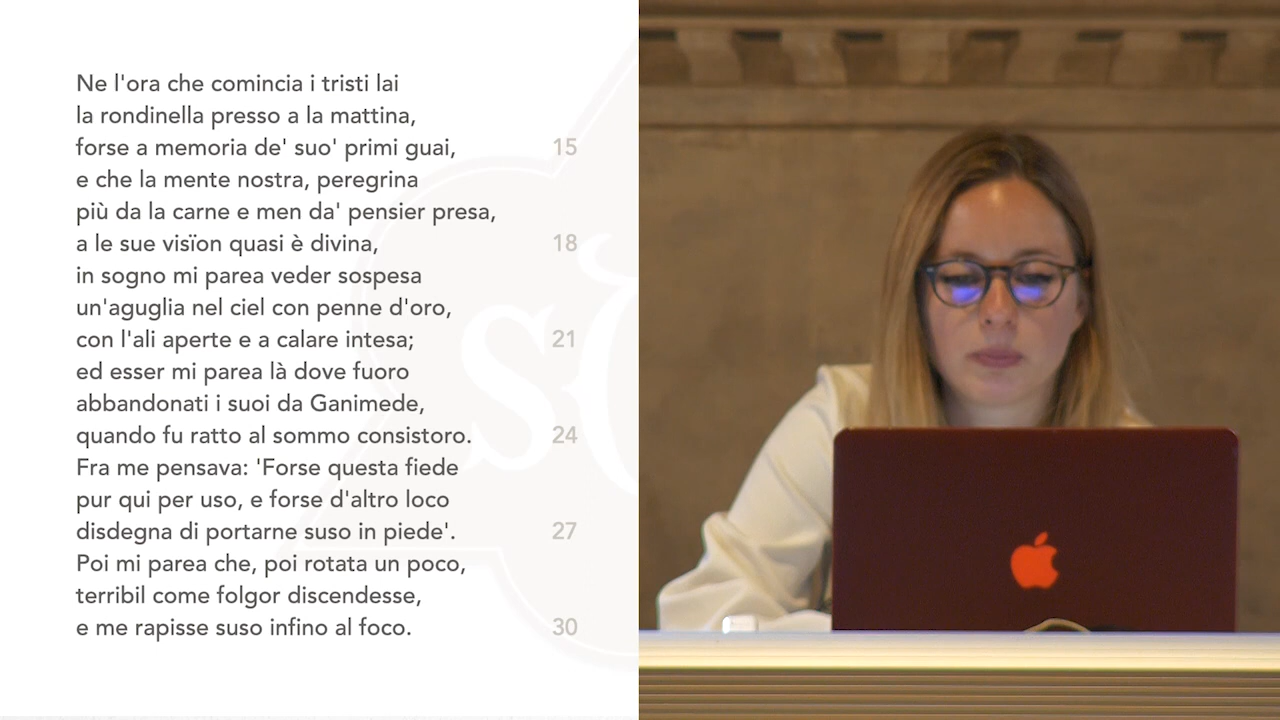 Ne l'ora che comincia i tristi lai
la rondinella presso a la mattina,
forse a memoria de' suo' primi guai, 15
e che la mente nostra, peregrina
più da la carne e men da' pensier presa,
a le sue visïon quasi è divina, 18
in sogno mi parea veder sospesa
un'aguglia nel ciel con penne d'oro,
con l'ali aperte e a calare intesa; 21
ed esser mi parea là dove fuoro
abbandonati i suoi da Ganimede,
quando fu ratto al sommo consistoro. 24
Fra me pensava: 'Forse questa fiede
pur qui per uso, e forse d'altro loco
disdegna di portarne suso in piede'. 27
Poi mi parea che, poi rotata un poco,
terribil come folgor discendesse,
e me rapisse suso infino al foco. 30